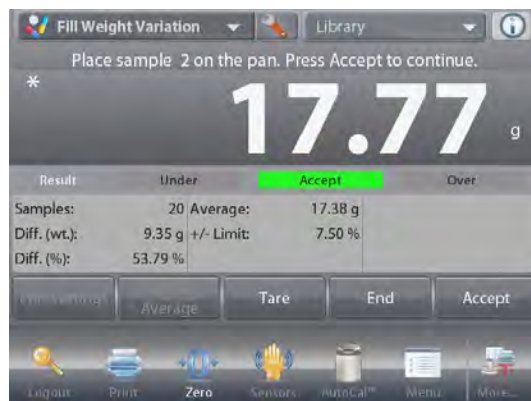 Fill Weight Variation Library
Place sample 2 on the pan. Press Accept to continue.
* 17.77 g
Result Under Accept Over
Samples: 20 Average: 17.38 g
Diff. (wt.): 9.35 g +/- Limit: 7.50 %
Diff. (%): 53.79 %
Edit Settings Average Tare End Accept
Logout Print Zero Sensors AutoCal™ Menu More...